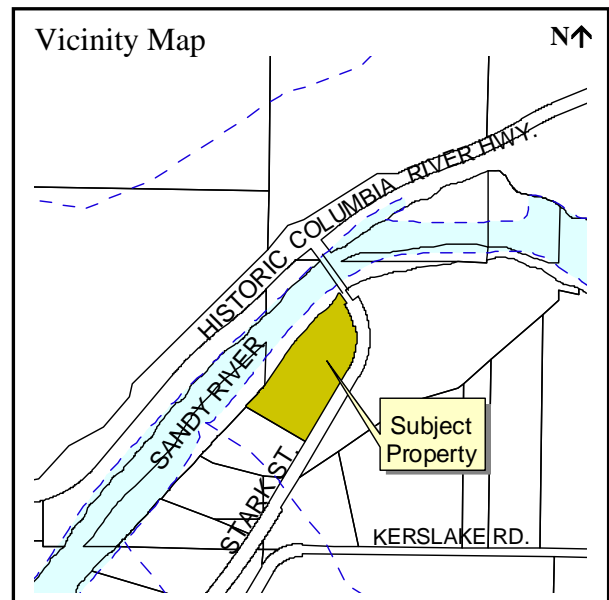 Vicinity Map
N
HISTORIC COLUMBIA RIVER HWY.
SANDY RIVER
Subject
Property
STARK ST.
KERSLAKE RD.